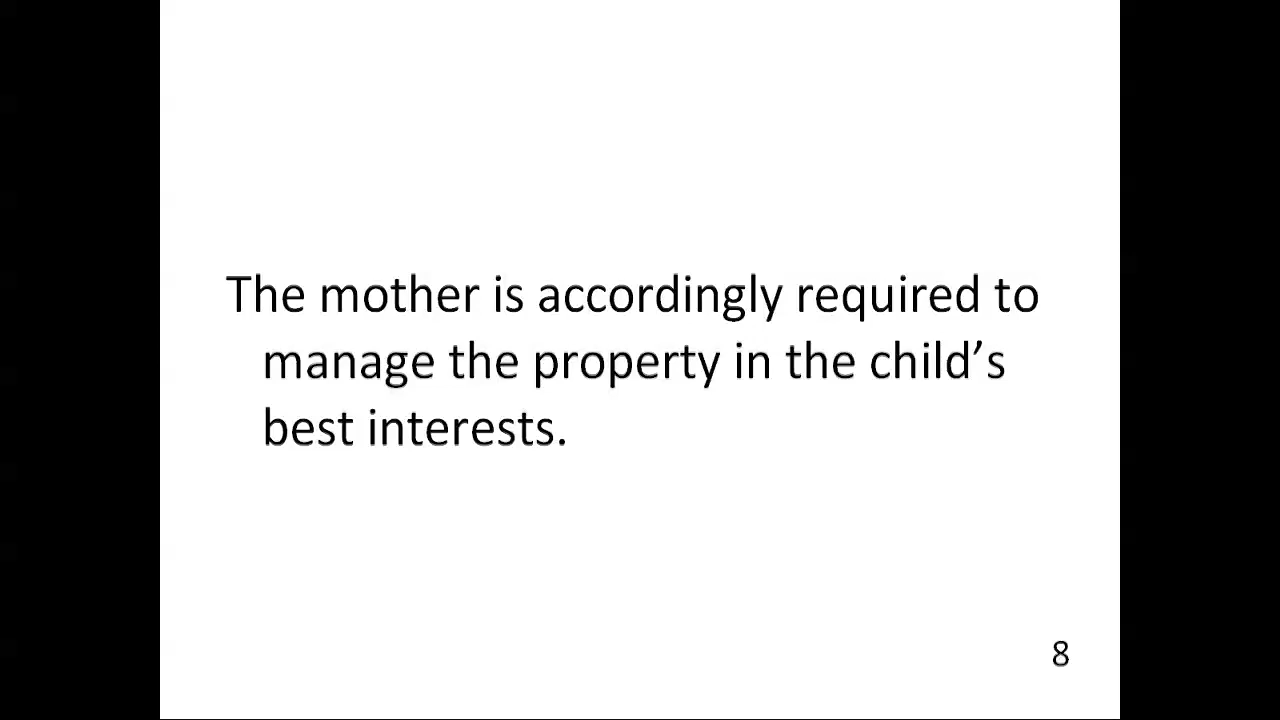 The mother is accordingly required to
manage the property in the child’s
best interests.
8